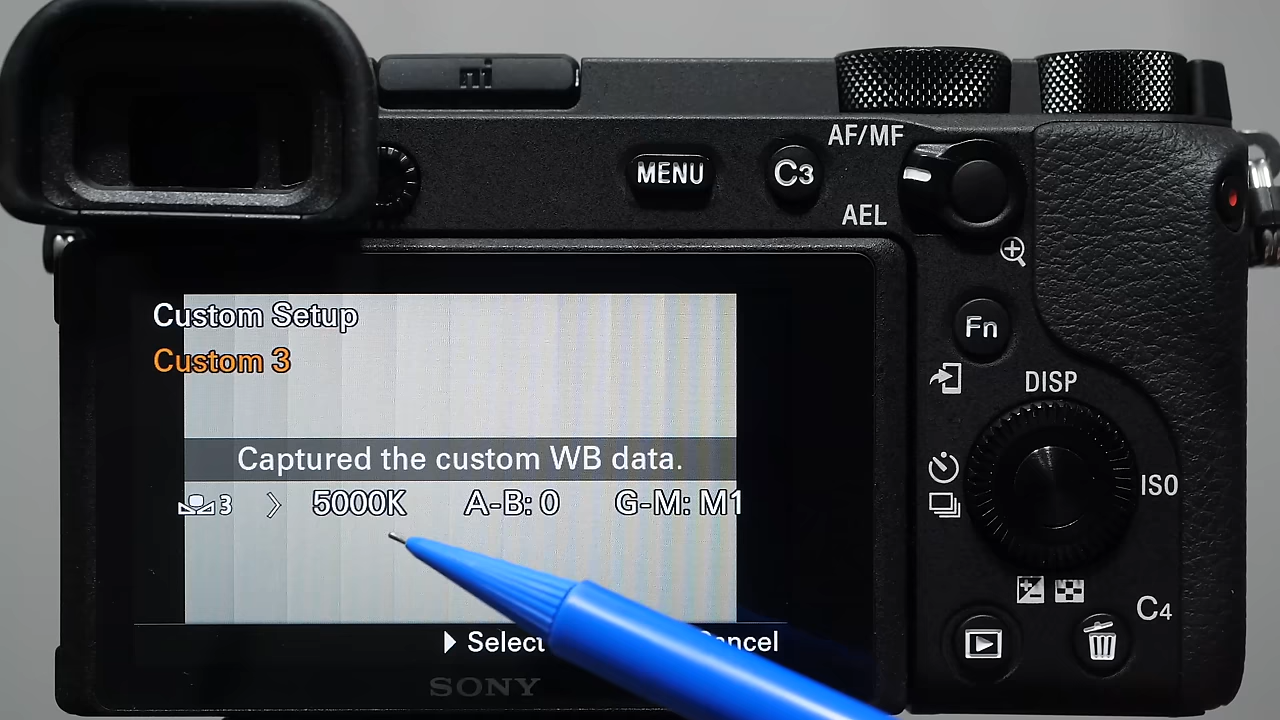 MENU
C3
AF/MF
AEL
Custom Setup
Custom 3
Captured the custom WB data.
3 5000K A-B: 0 G-M: M1
Select
Fn
DISP
ISO
C4
SONY